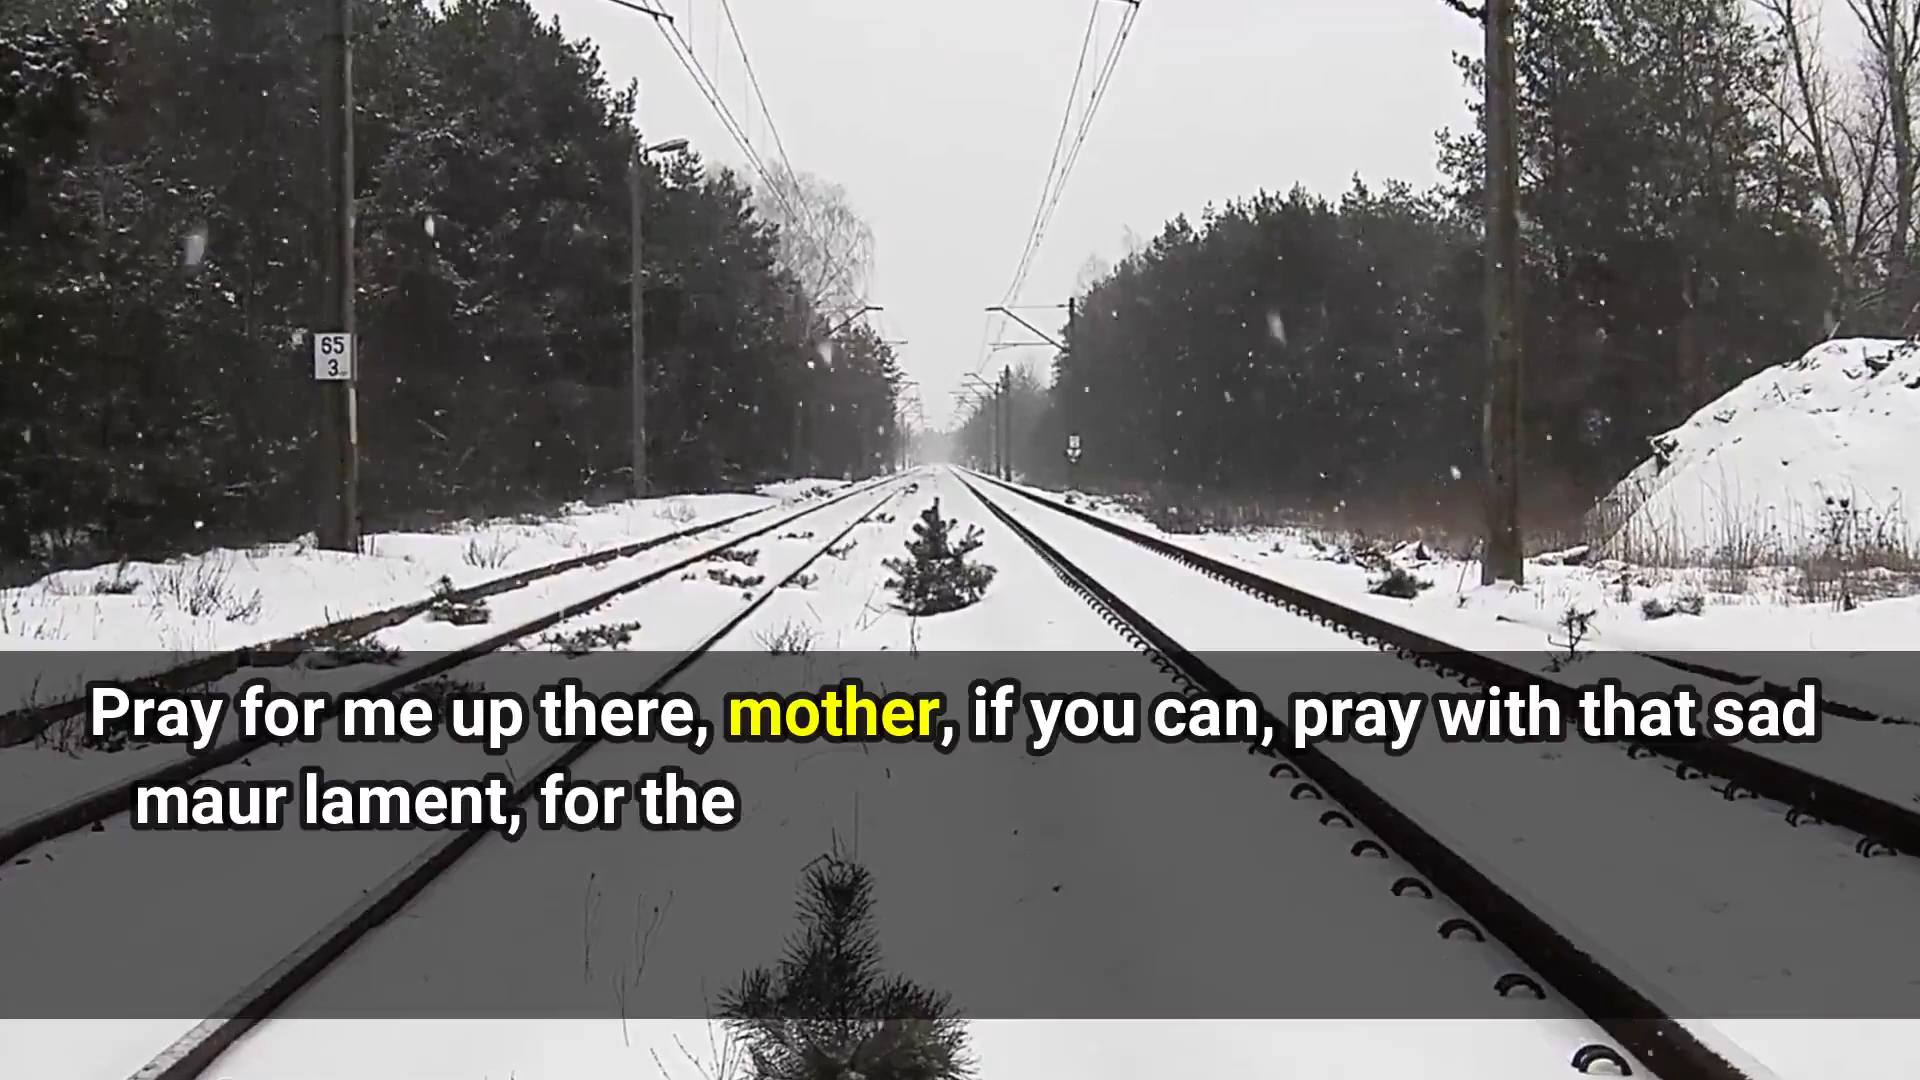 65
3
Pray for me up there, mother, if you can, pray with that sad
maur lament, for the